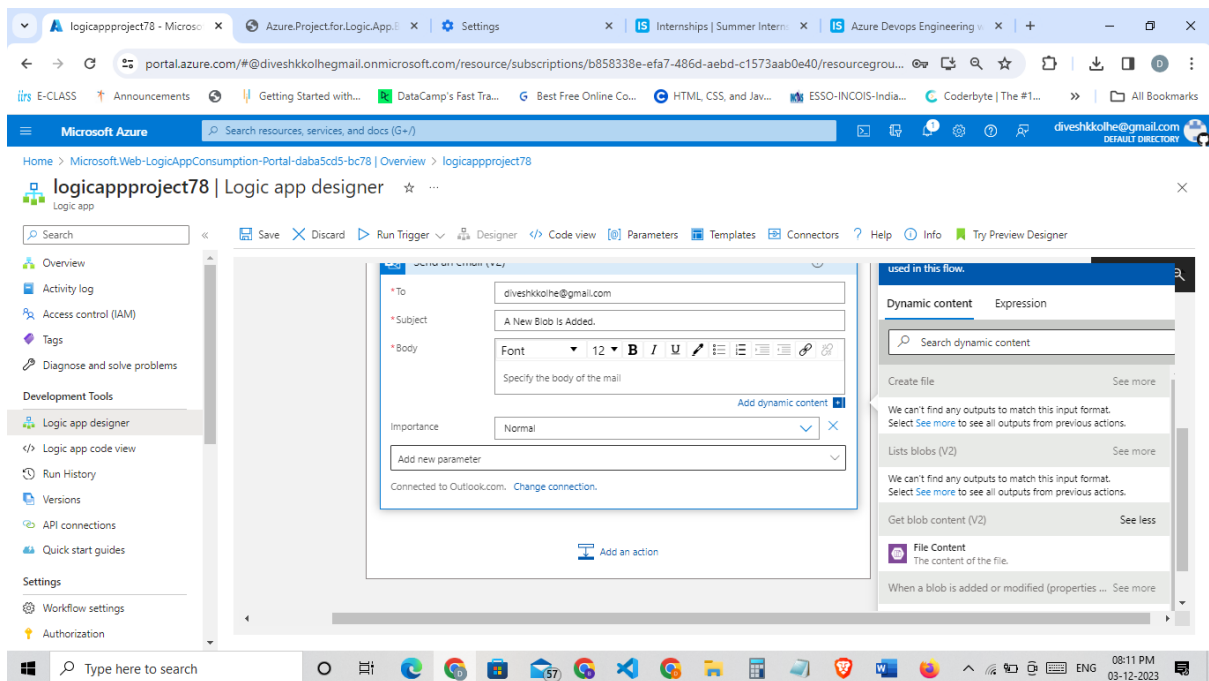 logicappproject78 - Microso
Azure.Project.for.Logic.App.E
Settings
IS Internships | Summer Intern
IS Azure Devops Engineering w
portal.azure.com/#@diveshkkolhegmail.onmicrosoft.com/resource/subscriptions/b858338e-efa7-486d-aebd-c1573aab0e40/resourcegrou...
D
iirs E-CLASS
Announcements
Getting Started with...
DataCamp's Fast Tra...
Best Free Online Co...
HTML, CSS, and Jav...
ESSO-INCOIS-India...
Coderbyte | The #1...
All Bookmarks
Microsoft Azure
Search resources, services, and docs (G+/)
1
diveshkkolhe@gmail.com
DEFAULT DIRECTORY
Home > Microsoft.Web-LogicAppConsumption-Portal-daba5cd5-bc78 | Overview > logicappproject78
logicappproject78 | Logic app designer
Logic app
Search
Save Discard Run Trigger Designer Code view Parameters Templates Connectors Help Info Try Preview Designer
Overview
Activity log
Access control (IAM)
Tags
Diagnose and solve problems
Development Tools
Logic app designer
Logic app code view
Run History
Versions
API connections
Quick start guides
Settings
Workflow settings
Authorization
Send an email (V2)
* To
diveshkkolhe@gmail.com
* Subject
A New Blob Is Added.
* Body
Font 12 B I U
Specify the body of the mail
Add dynamic content
Importance
Normal
Add new parameter
Connected to Outlook.com. Change connection.
Add an action
used in this flow.
Dynamic content Expression
Search dynamic content
Create file See more
We can't find any outputs to match this input format.
Select See more to see all outputs from previous actions.
Lists blobs (V2) See more
We can't find any outputs to match this input format.
Select See more to see all outputs from previous actions.
Get blob content (V2) See less
File Content
The content of the file.
When a blob is added or modified (properties ... See more
Type here to search
57
ENG
08:11 PM
03-12-2023